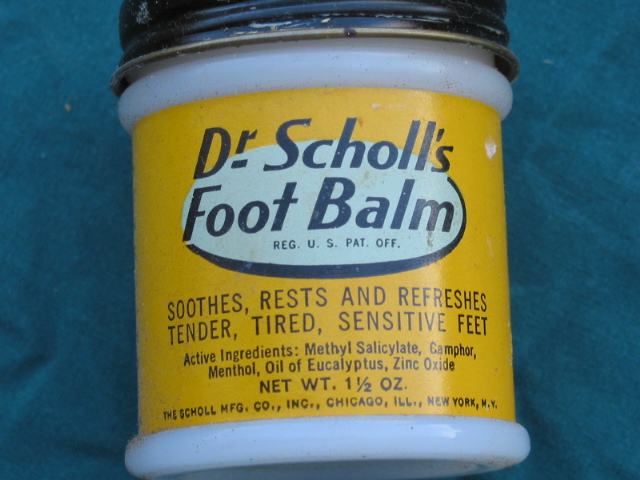 Dr. Scholl's
Foot Balm
REG. U. S. PAT. OFF.
SOOTHES, RESTS AND REFRESHES
TENDER, TIRED, SENSITIVE FEET
Active Ingredients: Methyl Salicylate, Camphor,
Menthol, Oil of Eucalyptus, Zinc Oxide
NET WT. 1½ OZ.
THE SCHOLL MFG. CO., INC., CHICAGO, ILL., NEW YORK, N.Y.